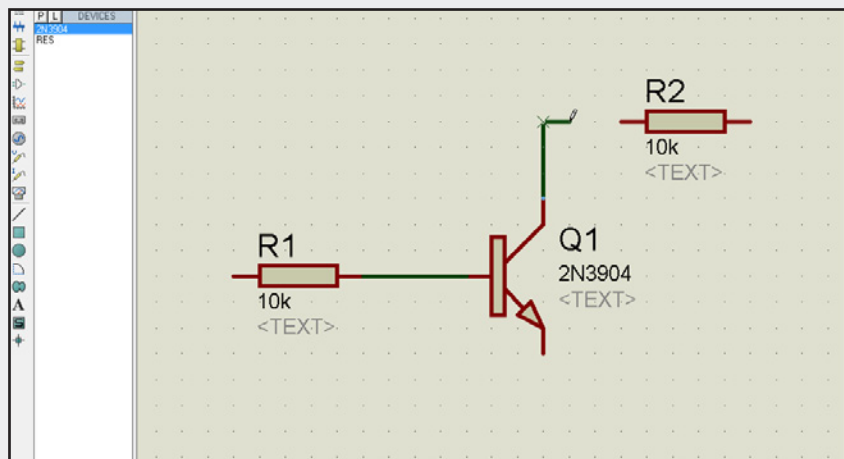 P L DEVICES
2N3904
RES
R2
10k
<TEXT>
R1
10k
<TEXT>
Q1
2N3904
<TEXT>
A
S